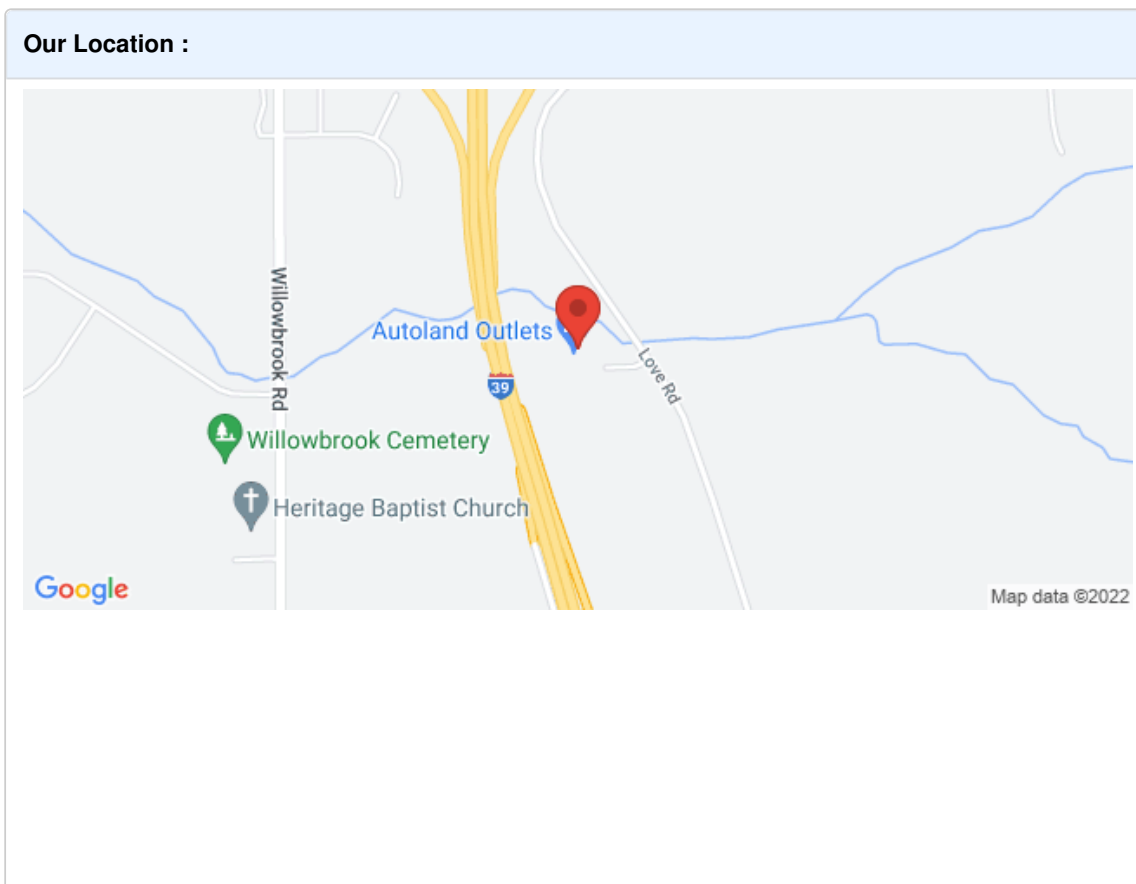 Our Location :
Willowbrook Rd
Autoland Outlets
39
Love Rd
Willowbrook Cemetery
Heritage Baptist Church
Google
Map data ©2022